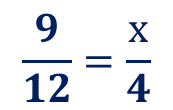 9/12 = x/4